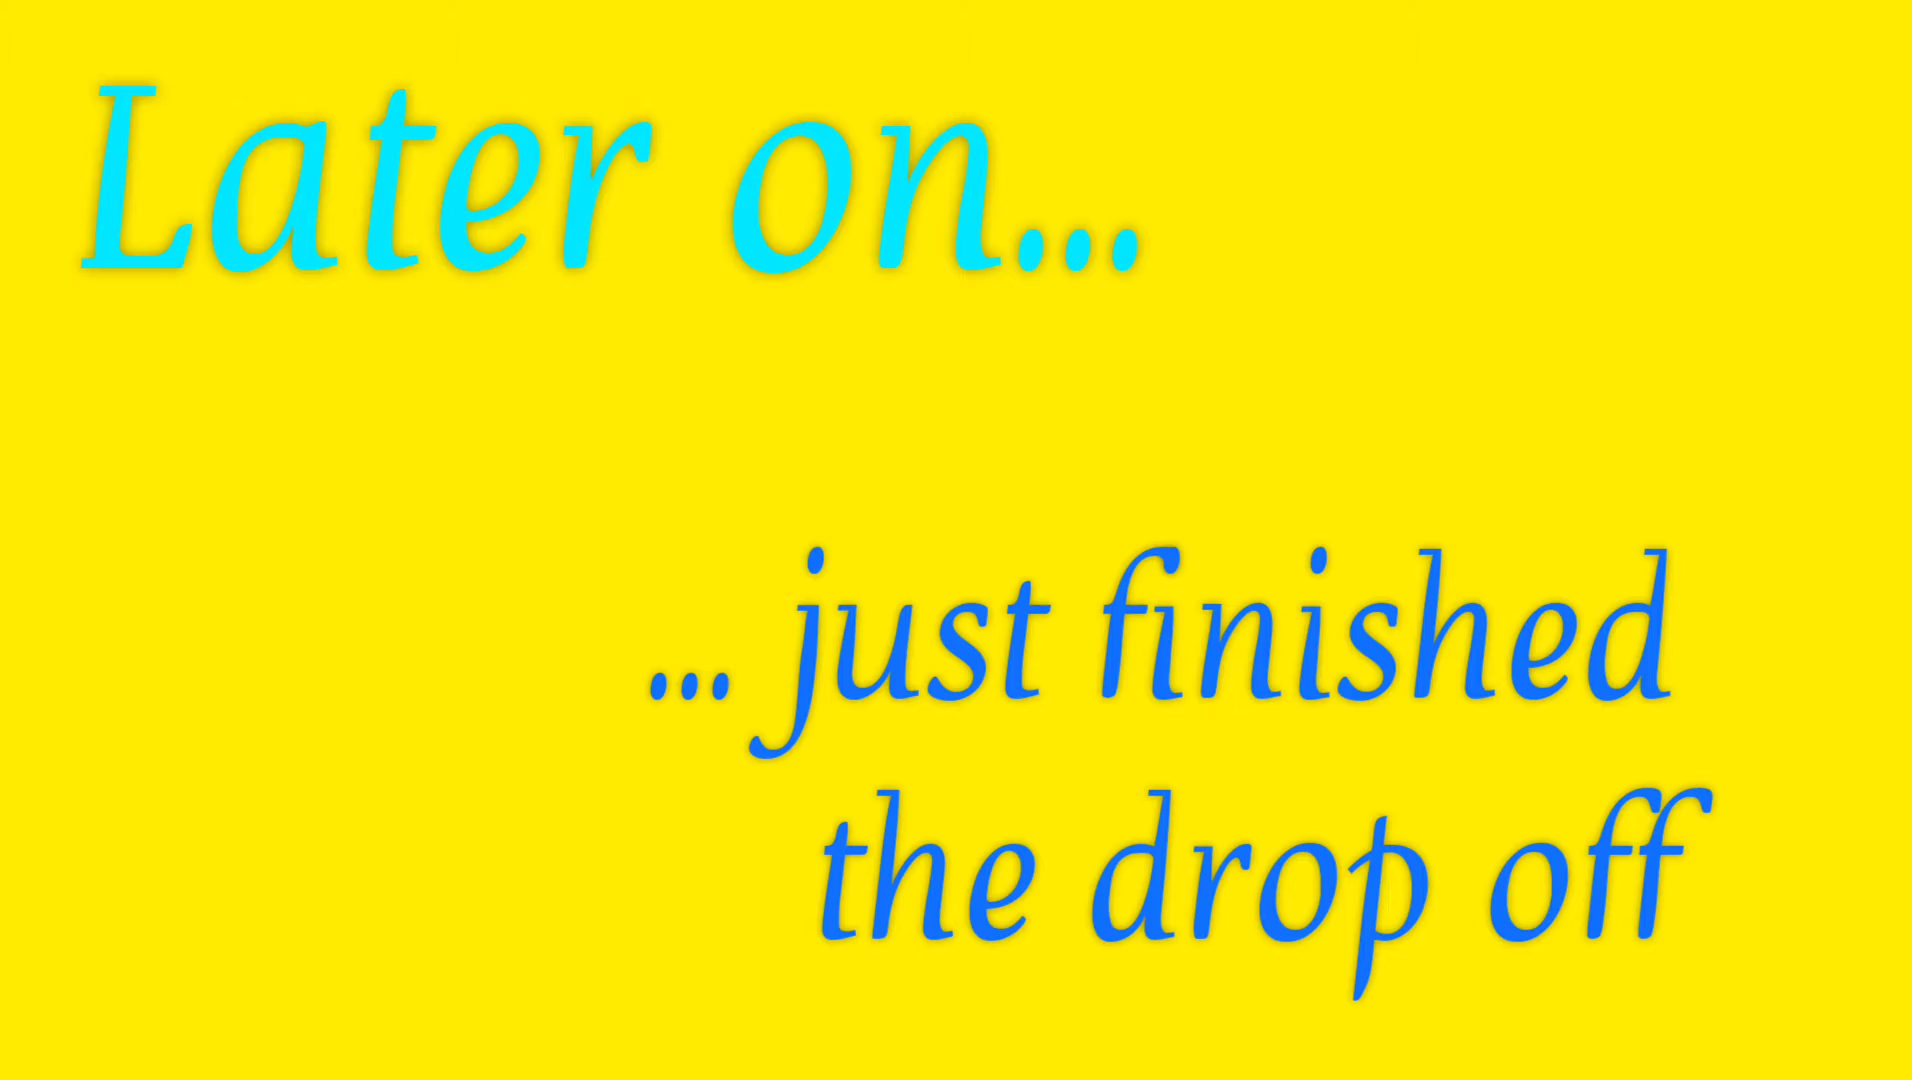 Later on...
... just finished
the drop off